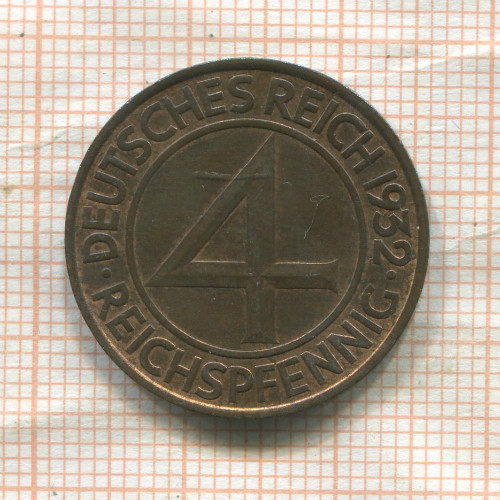 ·DEUTSCHES REICH 1932·
REICHSPFENNIG
4